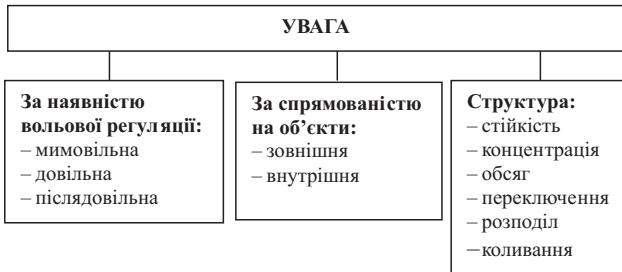 УВАГА
За наявністю
вольової регуляції:
– мимовільна
– довільна
– післядовільна
За спрямованістю
на об’єкти:
– зовнішня
– внутрішня
Структура:
– стійкість
– концентрація
– обсяг
– переключення
– розподіл
– коливання